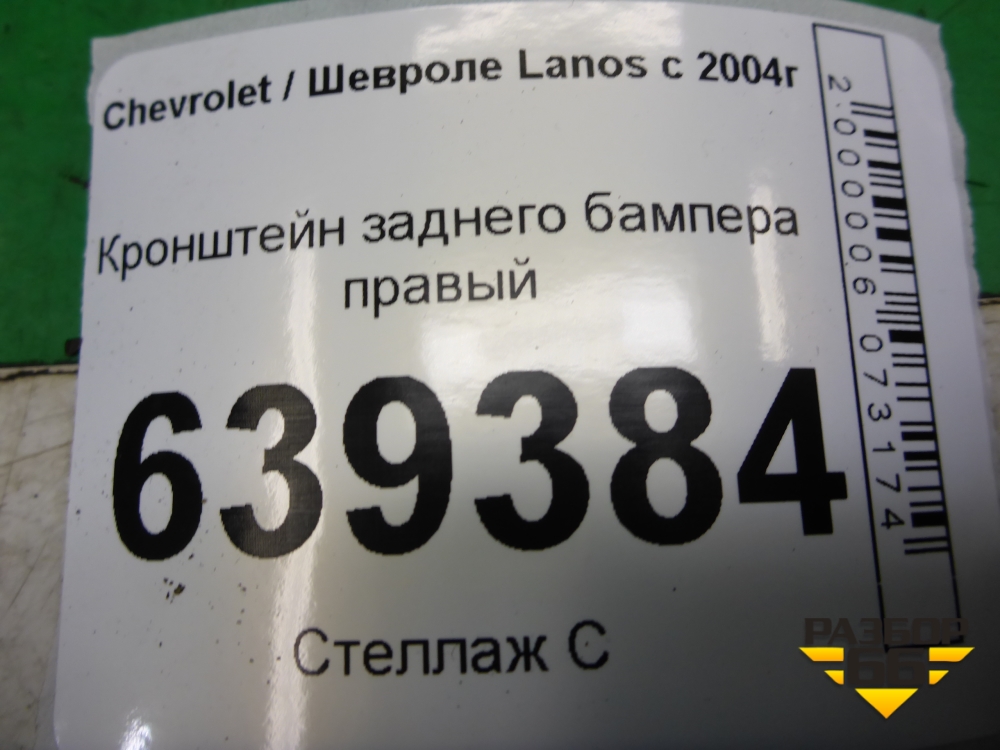 Chevrolet / Шевроле Lanos с 2004г
Кронштейн заднего бампера
правый
639384
Стеллаж С
2000006073174
РАЗБОР
66